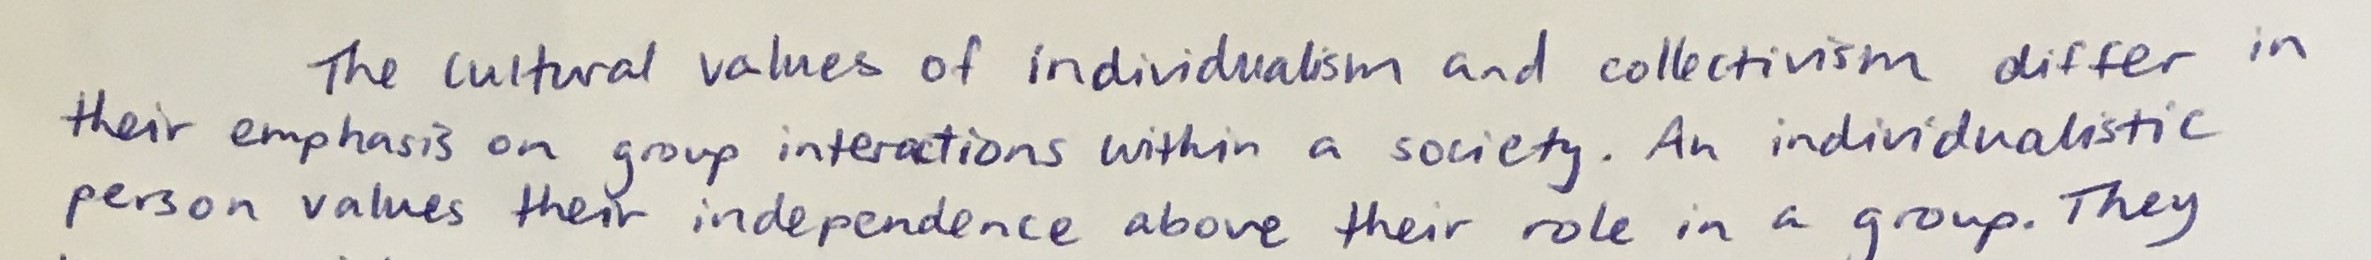 The cultural values of individualism and collectivism differ in
their emphasis on group interactions within a society. An individualistic
person values their independence above their role in a group. They